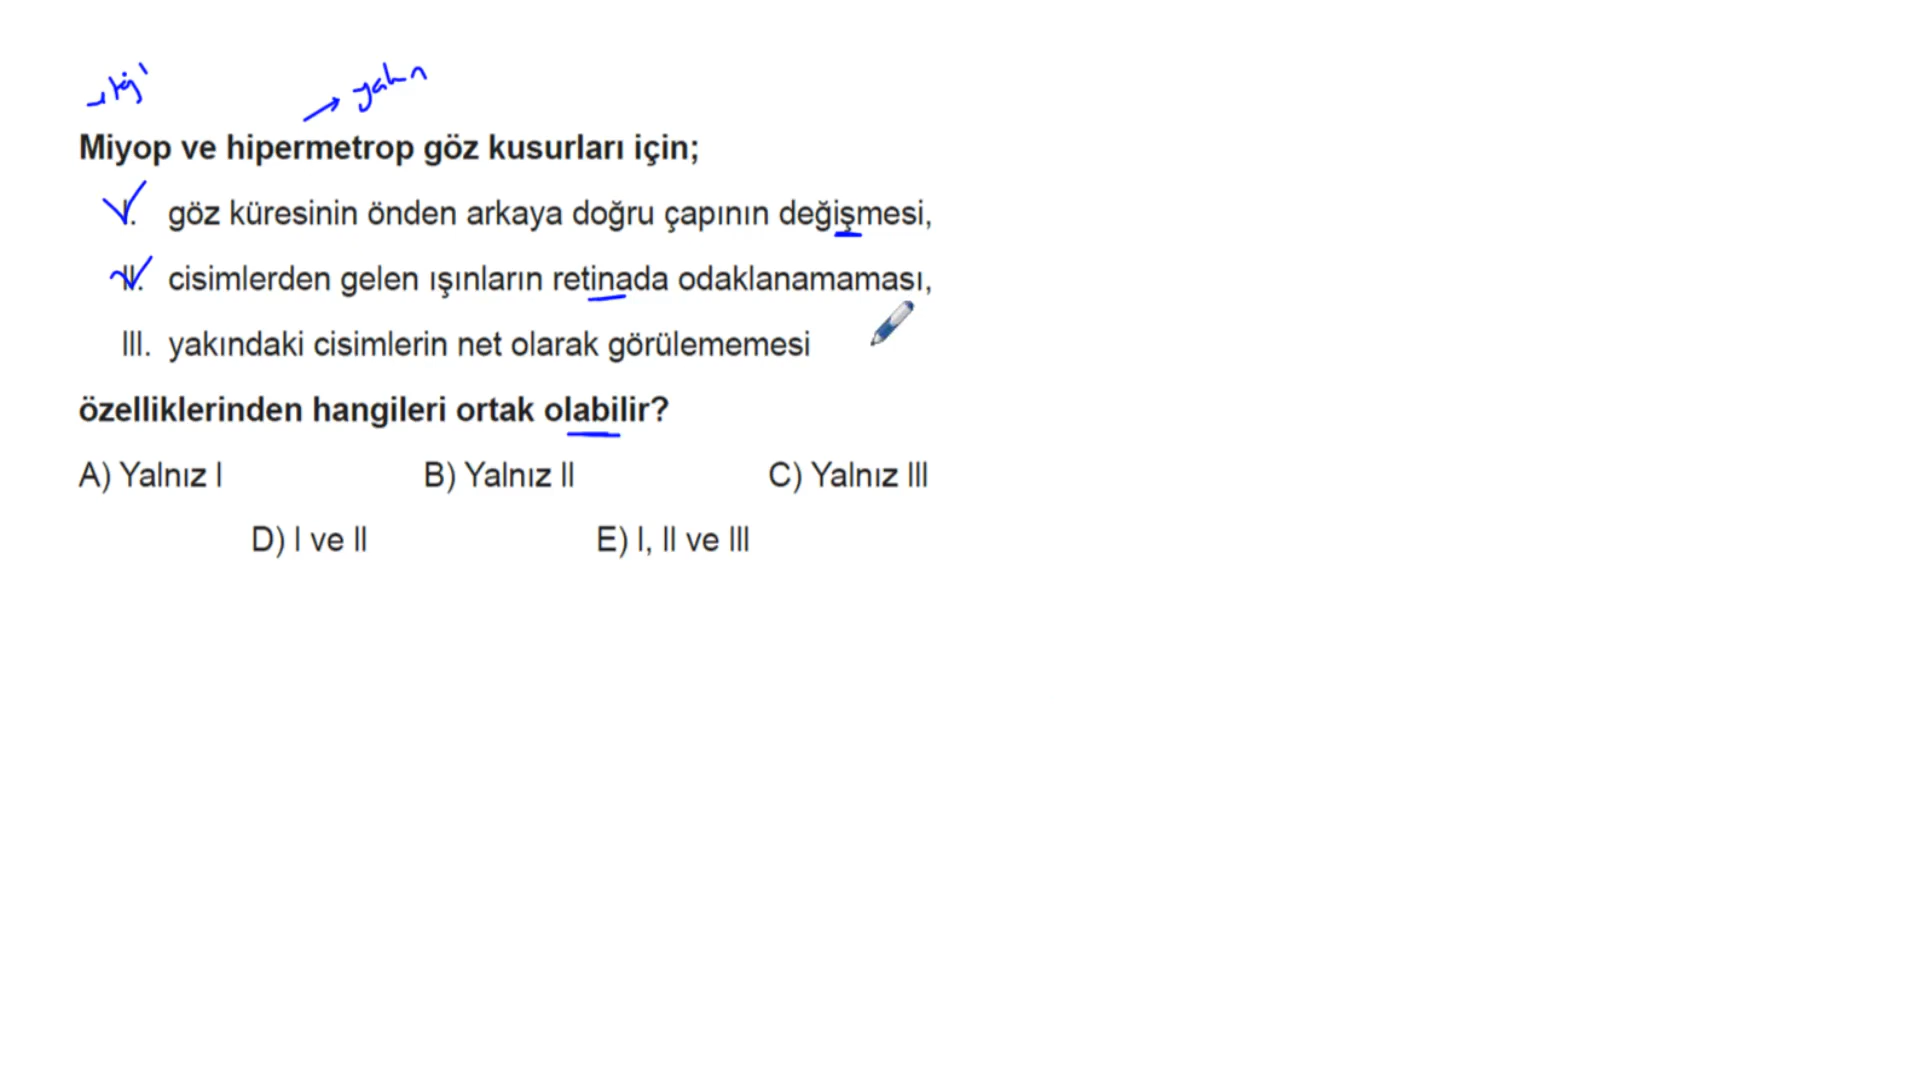 yakın
Miyop ve hipermetrop göz kusurları için;
I. göz küresinin önden arkaya doğru çapının değişmesi,
II. cisimlerden gelen ışınların retinada odaklanamaması,
III. yakındaki cisimlerin net olarak görülememesi
özelliklerinden hangileri ortak olabilir?
A) Yalnız I B) Yalnız II C) Yalnız III
D) I ve II E) I, II ve III